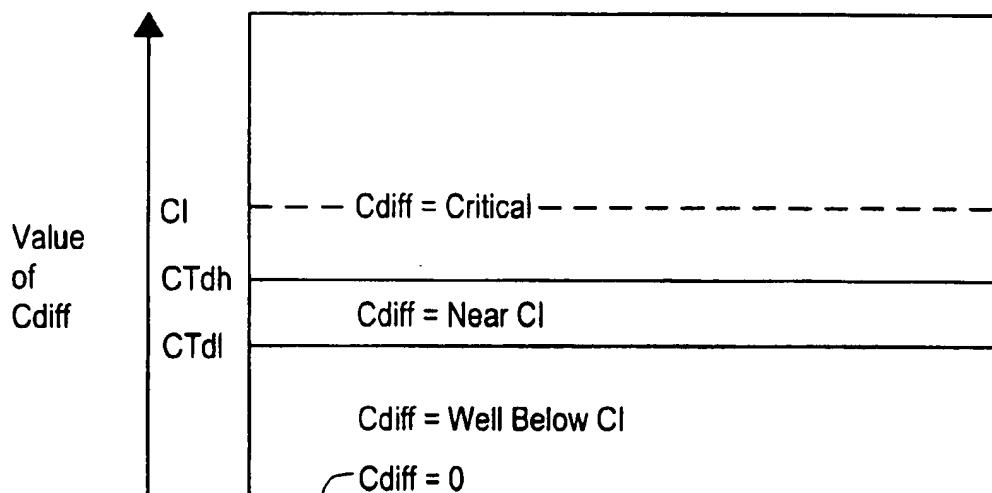 Value
of
Cdiff
CI
CTdh
CTdl
Cdiff = Critical
Cdiff = Near CI
Cdiff = Well Below CI
Cdiff = 0